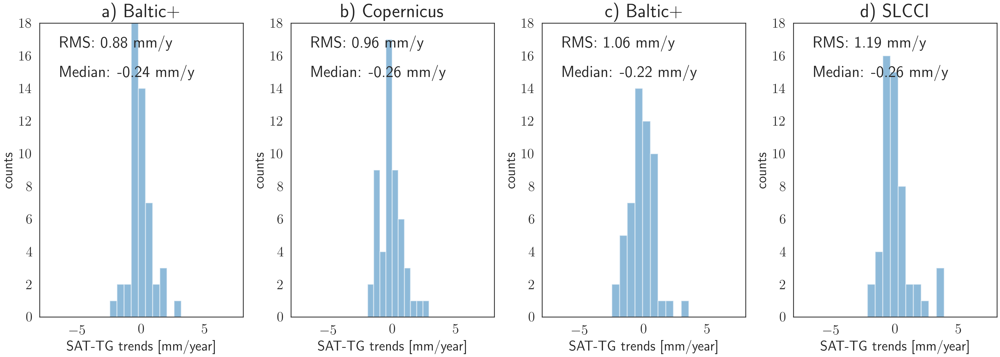 a) Baltic+
RMS: 0.88 mm/y
Median: -0.24 mm/y
counts
18
16
14
12
10
8
6
4
2
0
−5 0 5
SAT-TG trends [mm/year]
b) Copernicus
RMS: 0.96 mm/y
Median: -0.26 mm/y
counts
18
16
14
12
10
8
6
4
2
0
−5 0 5
SAT-TG trends [mm/year]
c) Baltic+
RMS: 1.06 mm/y
Median: -0.22 mm/y
counts
18
16
14
12
10
8
6
4
2
0
−5 0 5
SAT-TG trends [mm/year]
d) SLCCI
RMS: 1.19 mm/y
Median: -0.26 mm/y
counts
18
16
14
12
10
8
6
4
2
0
−5 0 5
SAT-TG trends [mm/year]